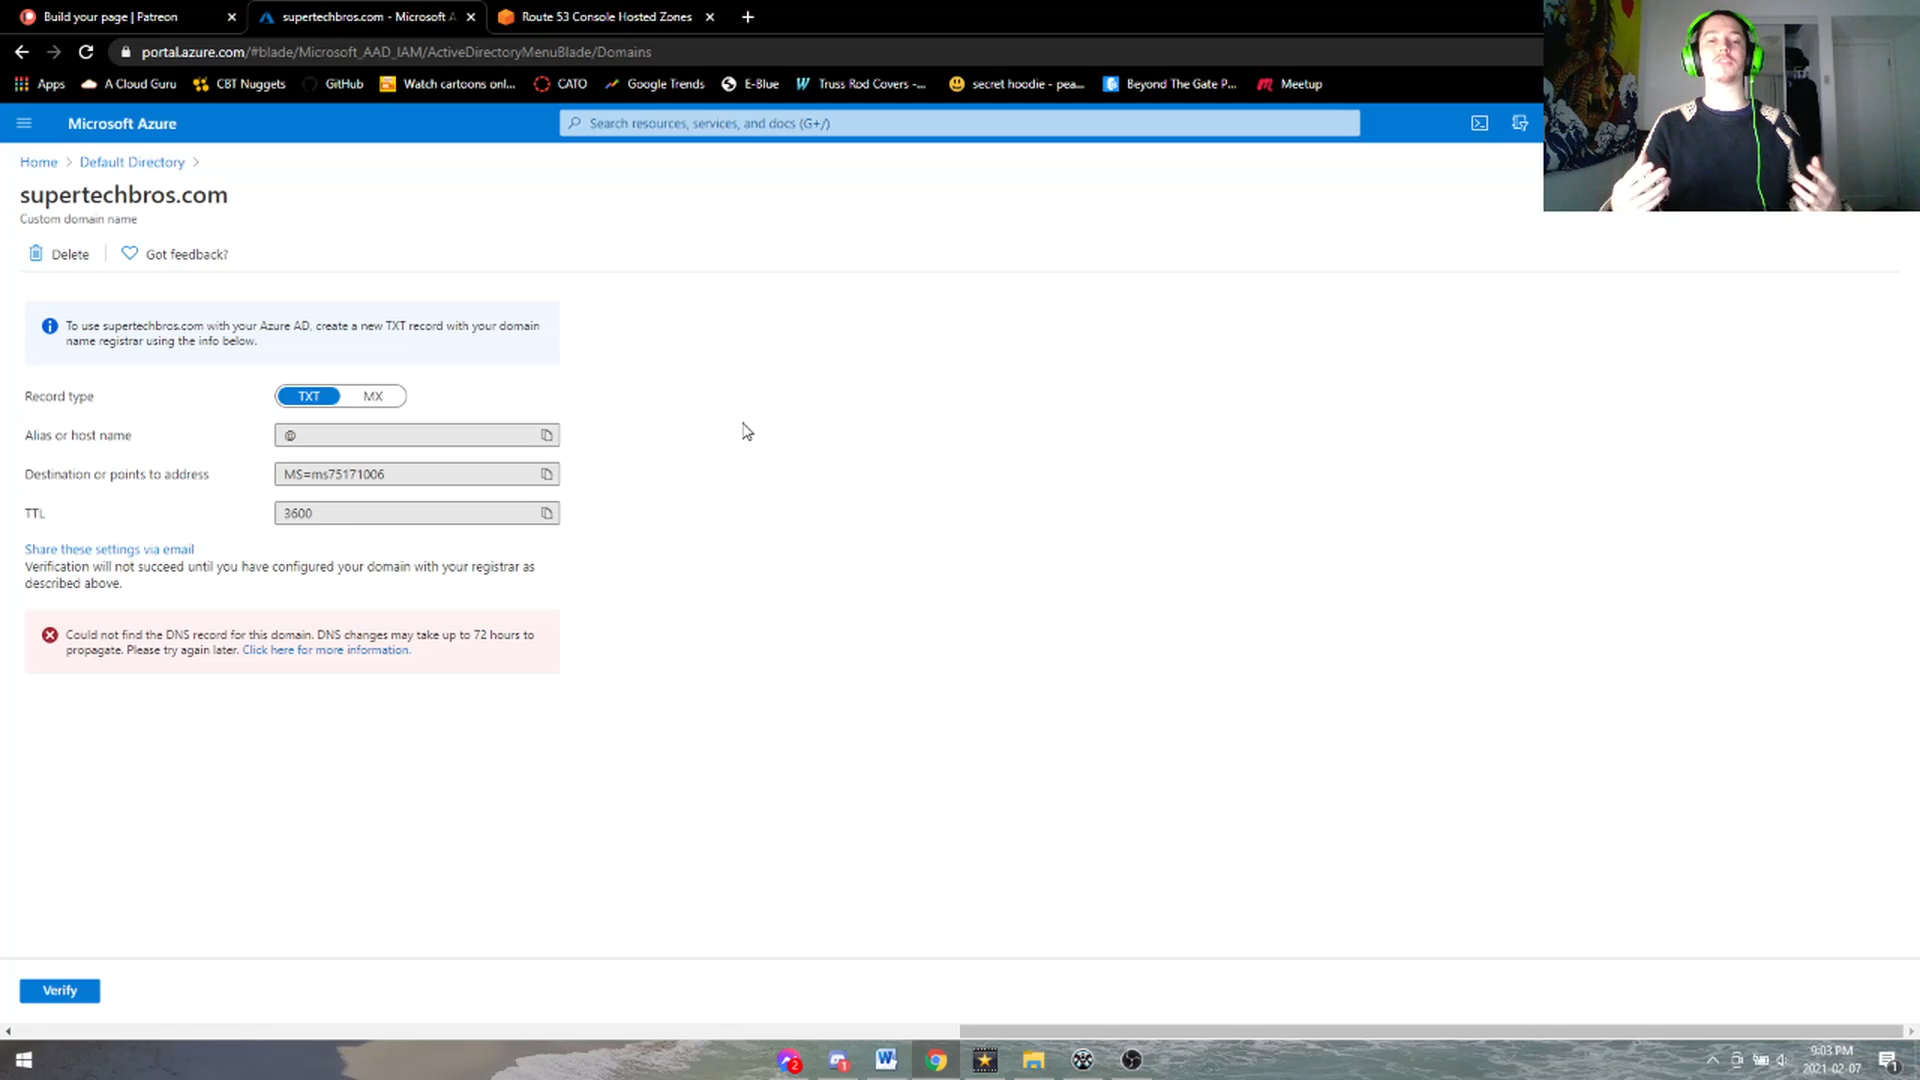 Build your page | Patreon
supertechbros.com - Microsoft A
Route 53 Console Hosted Zones
portal.azure.com/#blade/Microsoft_AAD_IAM/ActiveDirectoryMenuBlade/Domains
Apps
A Cloud Guru
CBT Nuggets
GitHub
Watch cartoons onl...
CATO
Google Trends
E-Blue
Truss Rod Covers -...
secret hoodie - pea...
Beyond The Gate P...
Meetup
Microsoft Azure
Search resources, services, and docs (G+/)
Home > Default Directory >
supertechbros.com
Custom domain name
Delete
Got feedback?
To use supertechbros.com with your Azure AD, create a new TXT record with your domain
name registrar using the info below.
Record type
TXT
MX
Alias or host name
@
Destination or points to address
MS=ms75171006
TTL
3600
Share these settings via email
Verification will not succeed until you have configured your domain with your registrar as
described above.
Could not find the DNS record for this domain. DNS changes may take up to 72 hours to
propagate. Please try again later. Click here for more information.
Verify
2
1
9:03 PM
2021-02-07
1